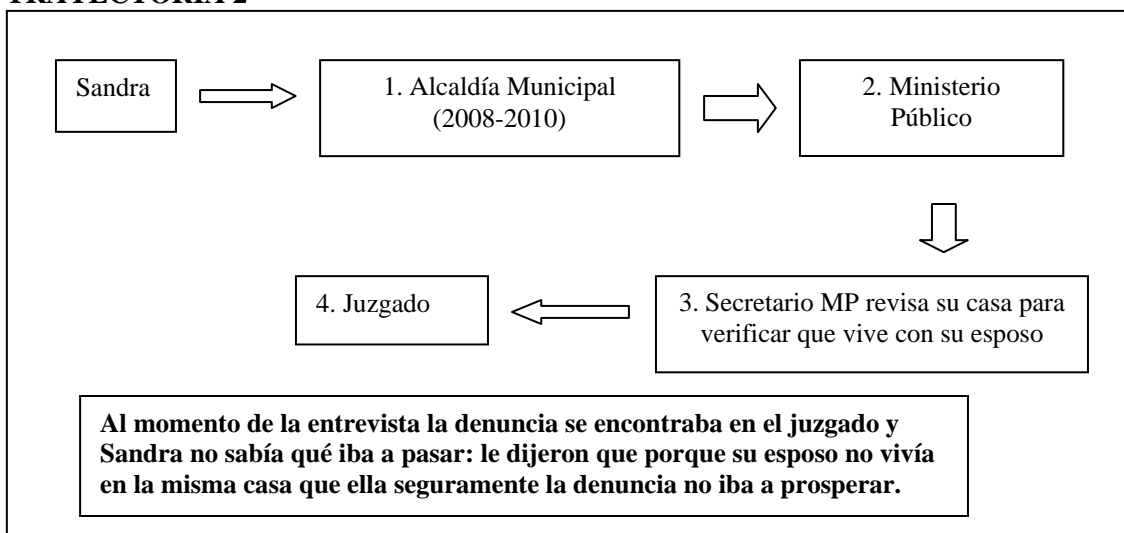 TRAYECTORIA 2
Sandra
1. Alcaldía Municipal
(2008-2010)
2. Ministerio
Público
3. Secretario MP revisa su casa para
verificar que vive con su esposo
4. Juzgado
Al momento de la entrevista la denuncia se encontraba en el juzgado y
Sandra no sabía qué iba a pasar: le dijeron que porque su esposo no vivía
en la misma casa que ella seguramente la denuncia no iba a prosperar.